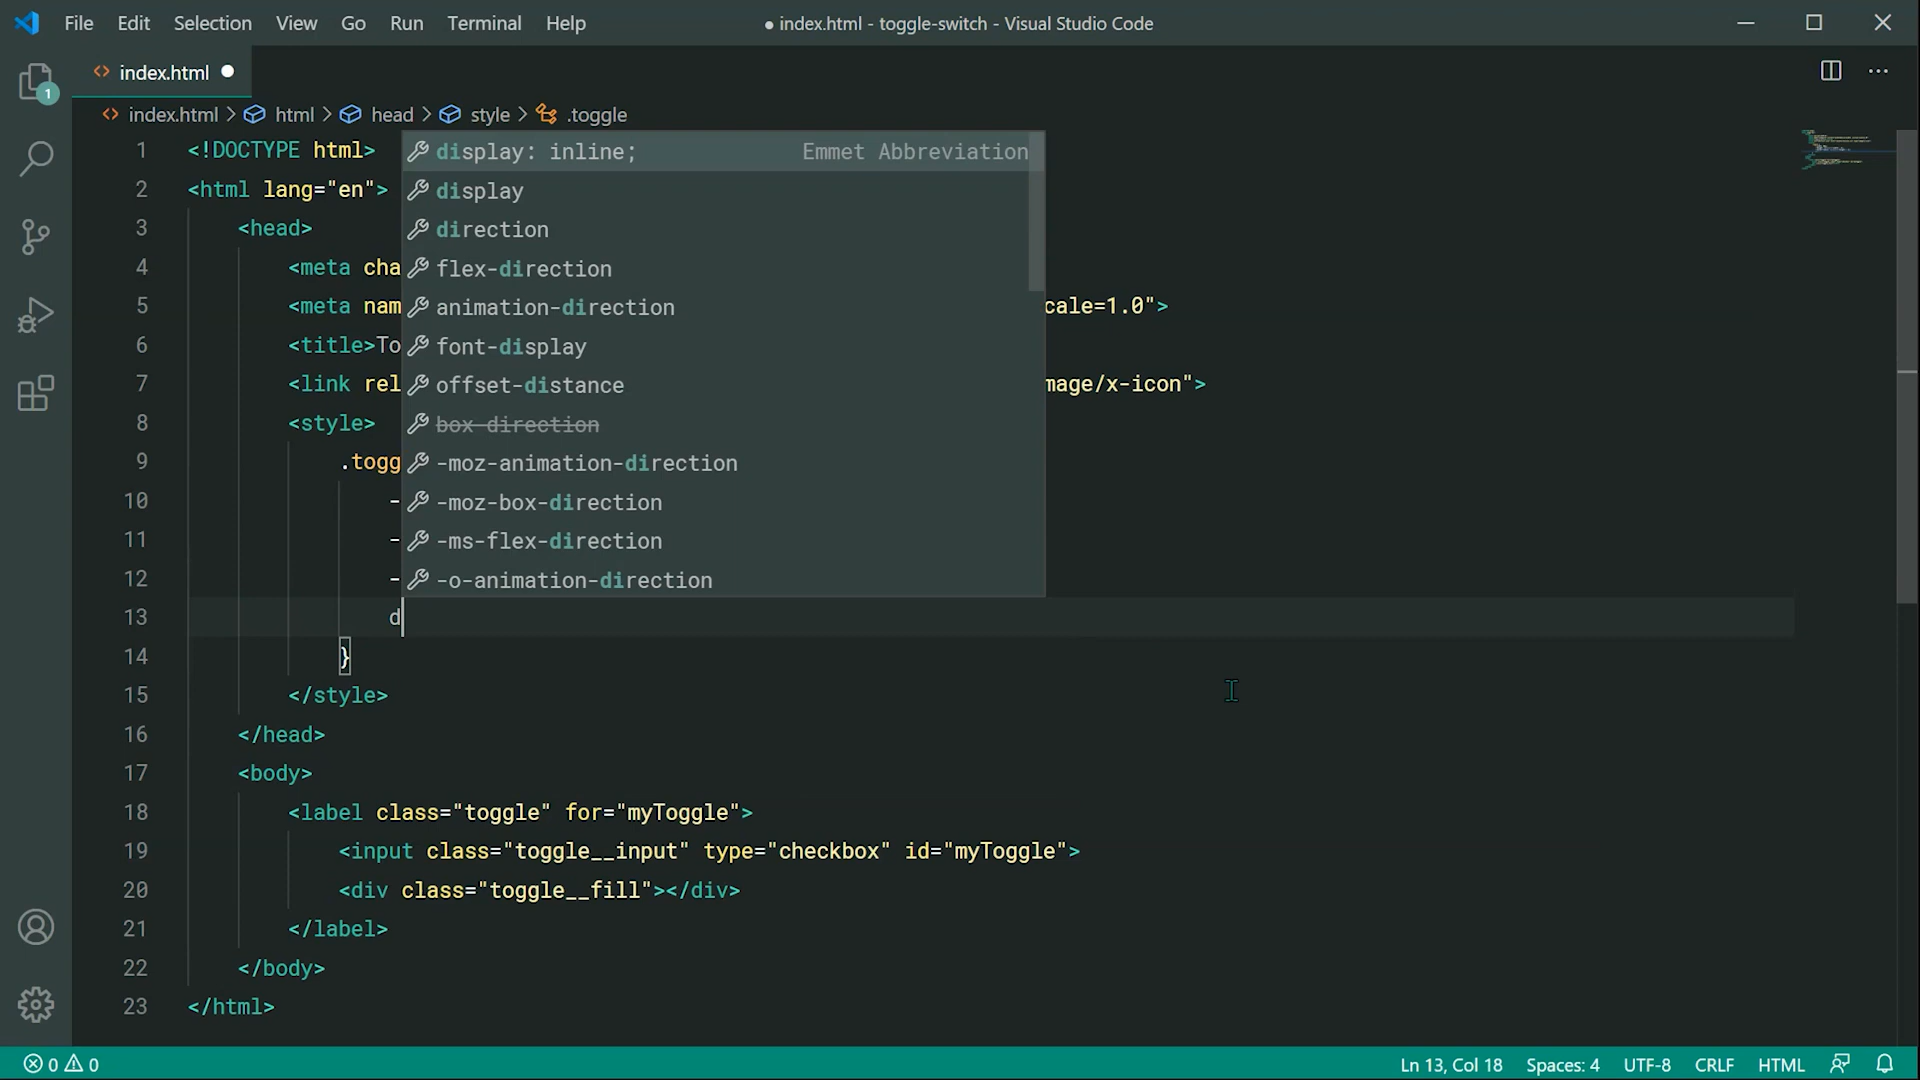 File Edit Selection View Go Run Terminal Help
● index.html - toggle-switch - Visual Studio Code
index.html
1
index.html > html > head > style > .toggle
1 <!DOCTYPE html>
2 <html lang="en">
3 <head>
4 <meta cha
5 <meta nam cale=1.0">
6 <title>To
7 <link rel mage/x-icon">
8 <style>
9 .togg
10 -
11 -
12 -
13 d
14 }
15 </style>
16 </head>
17 <body>
18 <label class="toggle" for="myToggle">
19 <input class="toggle__input" type="checkbox" id="myToggle">
20 <div class="toggle__fill"></div>
21 </label>
22 </body>
23 </html>
display: inline; Emmet Abbreviation
display
direction
flex-direction
animation-direction
font-display
offset-distance
box-direction
-moz-animation-direction
-moz-box-direction
-ms-flex-direction
-o-animation-direction
0 0 Ln 13, Col 18 Spaces: 4 UTF-8 CRLF HTML